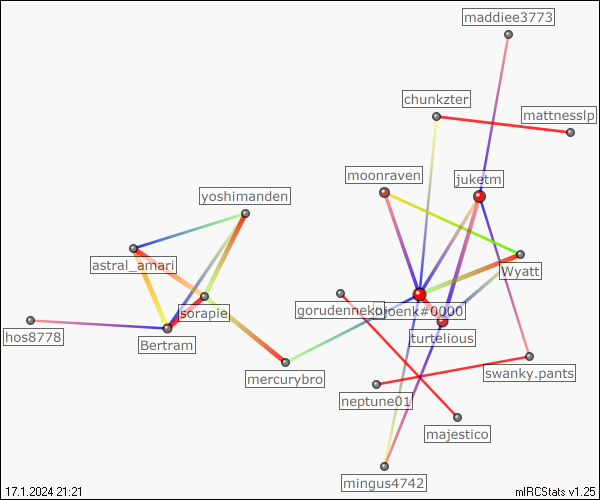 maddiee3773
chunkzter
mattnesslp
moonraven
juketm
yoshimanden
astral_amari
Wyatt
sorapie
gorudenneko
joenk#0000
hos8778
Bertram
turtelious
mercurybro
swanky.pants
neptune01
majestico
mingus4742
17.1.2024 21:21
mIRCStats v1.25